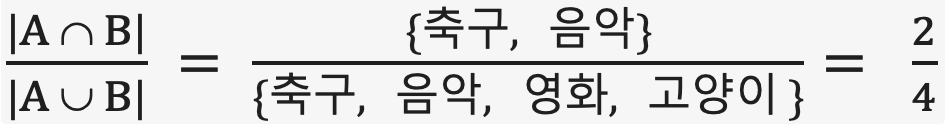 |A ∩ B| / |A ∪ B| = {축구, 음악} / {축구, 음악, 영화, 고양이 } = 2 / 4